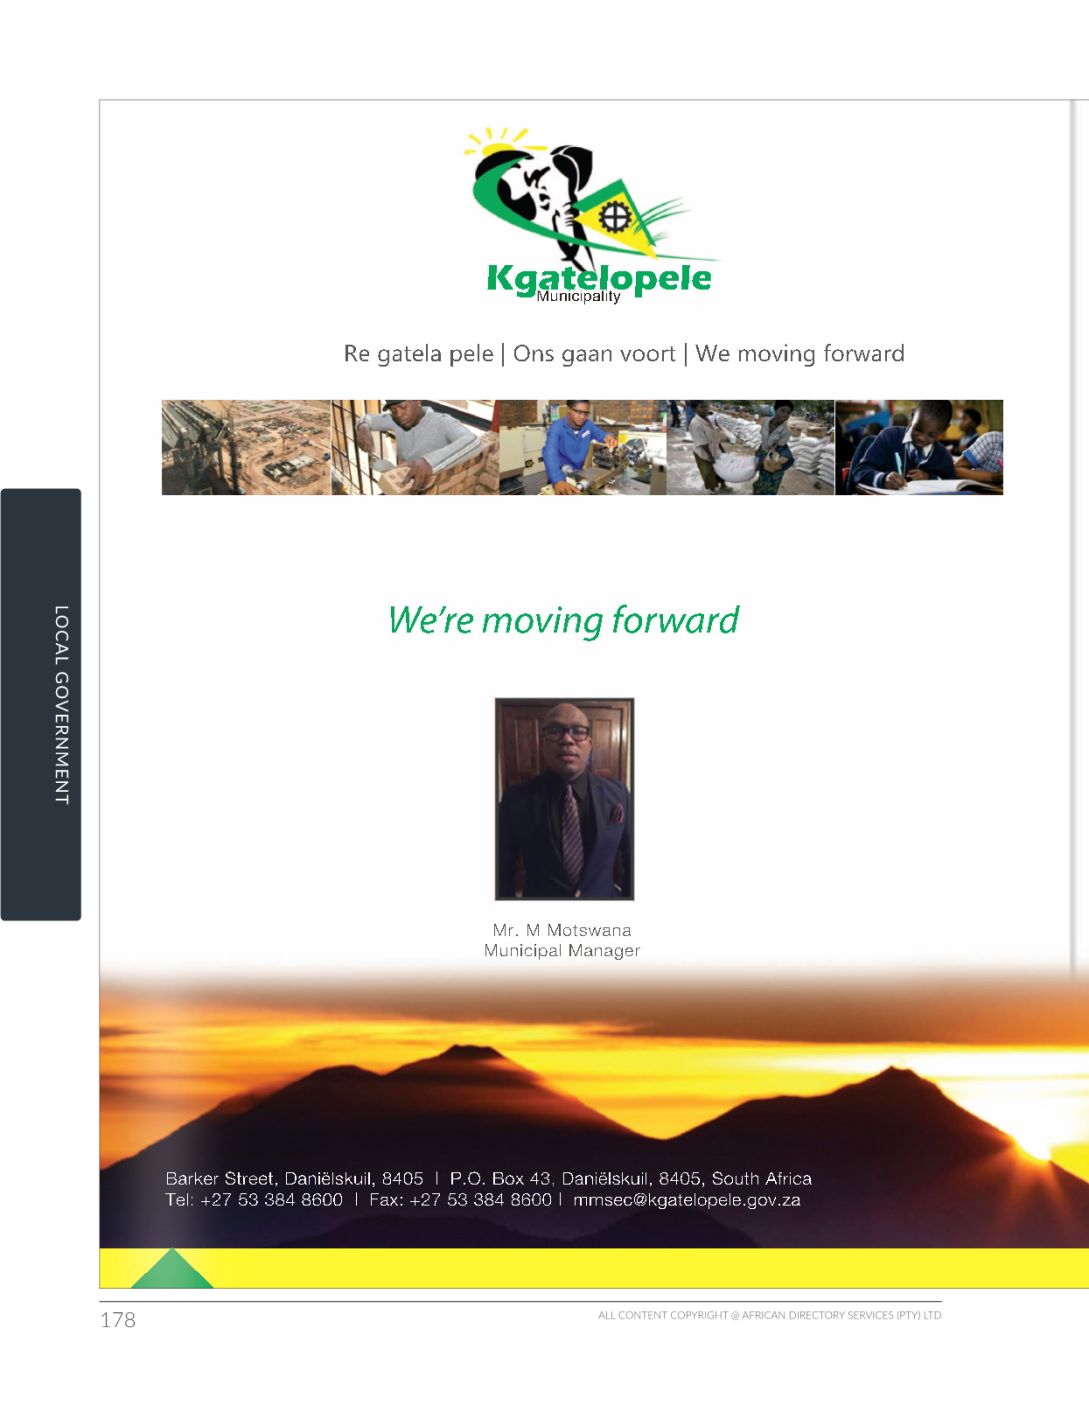 Kgatelopele
Municipality
Re gatela pele | Ons gaan voort | We moving forward
We're moving forward
LOCAL GOVERNMENT
Mr. M Motswana
Municipal Manager
Barker Street, Daniëlskuil, 8405 | P.O. Box 43, Daniëlskuil, 8405, South Africa
Tel: +27 53 384 8600 | Fax: +27 53 384 8600 | mmsec@kgatelopele.gov.za
178
ALL CONTENT COPYRIGHT @ AFRICAN DIRECTORY SERVICES (PTY) LTD